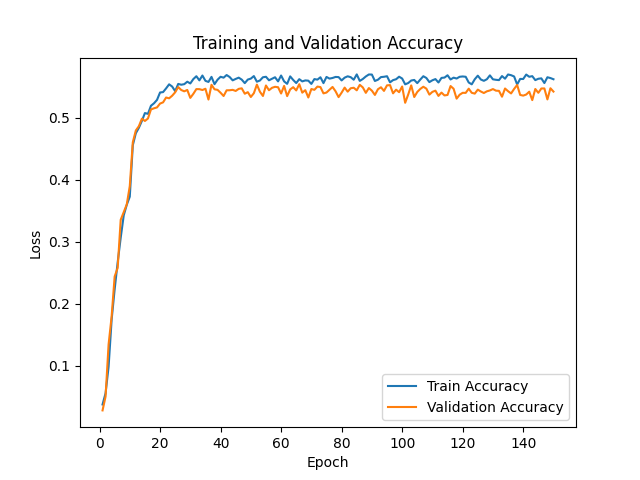 Training and Validation Accuracy
Loss
0.5
0.4
0.3
0.2
0.1
0 20 40 60 80 100 120 140
Epoch
Train Accuracy
Validation Accuracy